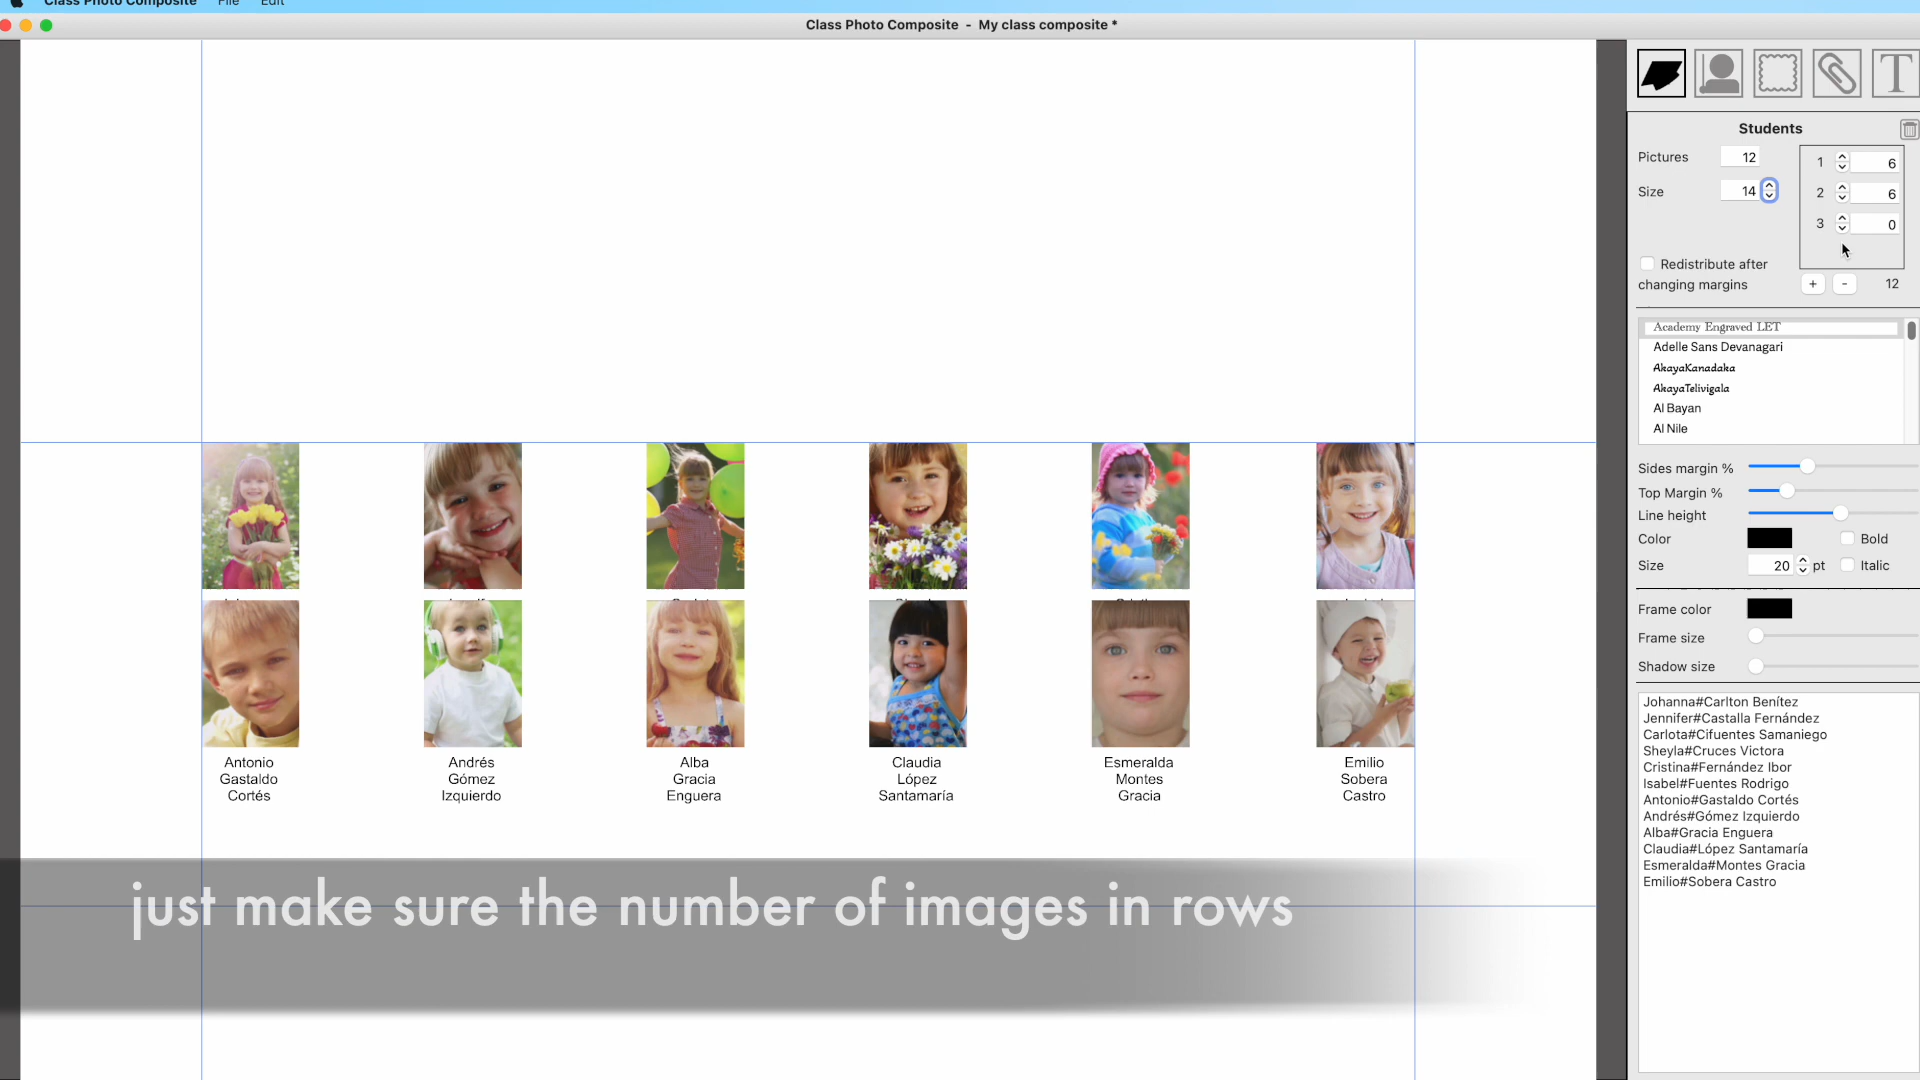 Class Photo Composite File Edit
Class Photo Composite - My class composite *
T
Students
Pictures 12
Size 14
1 6
2 6
3 0
Redistribute after
changing margins
+ - 12
Academy Engraved LET
Adelle Sans Devanagari
AkayaKanadaka
AkayaTelivigala
Al Bayan
Al Nile
Sides margin %
Top Margin %
Line height
Color Bold
Size 20 pt Italic
Frame color
Frame size
Shadow size
Johanna#Carlton Benítez
Jennifer#Castalla Fernández
Carlota#Cifuentes Samaniego
Sheyla#Cruces Victora
Cristina#Fernández Ibor
Isabel#Fuentes Rodrigo
Antonio#Gastaldo Cortés
Andrés#Gómez Izquierdo
Alba#Gracia Enguera
Claudia#López Santamaría
Esmeralda#Montes Gracia
Emilio#Sobera Castro
Antonio
Gastaldo
Cortés
Andrés
Gómez
Izquierdo
Alba
Gracia
Enguera
Claudia
López
Santamaría
Esmeralda
Montes
Gracia
Emilio
Sobera
Castro
just make sure the number of images in rows